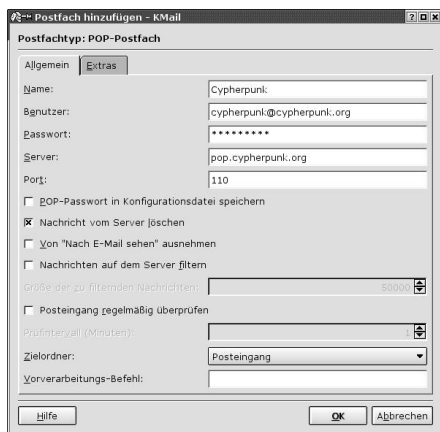 Postfach hinzufügen - KMail
Postfachtyp: POP-Postfach
Allgemein Extras
Name: Cypherpunk
Benutzer: cypherpunk@cypherpunk.org
Passwort: *********
Server: pop.cypherpunk.org
Port: 110
POP-Passwort in Konfigurationsdatei speichern
Nachricht vom Server löschen
Von "Nach E-Mail sehen" ausnehmen
Nachrichten auf dem Server filtern
Größe der zu filternden Nachrichten: 50000
Posteingang regelmäßig überprüfen
Prüfintervall (Minuten): 1
Zielordner: Posteingang
Vorverarbeitungs-Befehl:
Hilfe OK Abbrechen